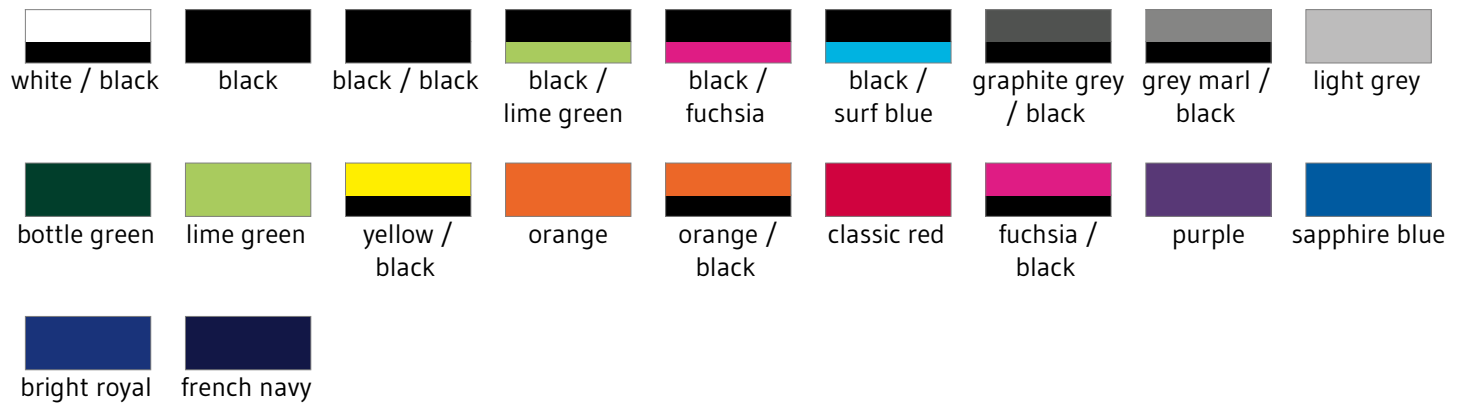 white / black
black
black / black
black /
lime green
black /
fuchsia
black /
surf blue
graphite grey
/ black
grey marl /
black
light grey
bottle green
lime green
yellow /
black
orange
orange /
black
classic red
fuchsia /
black
purple
sapphire blue
bright royal
french navy